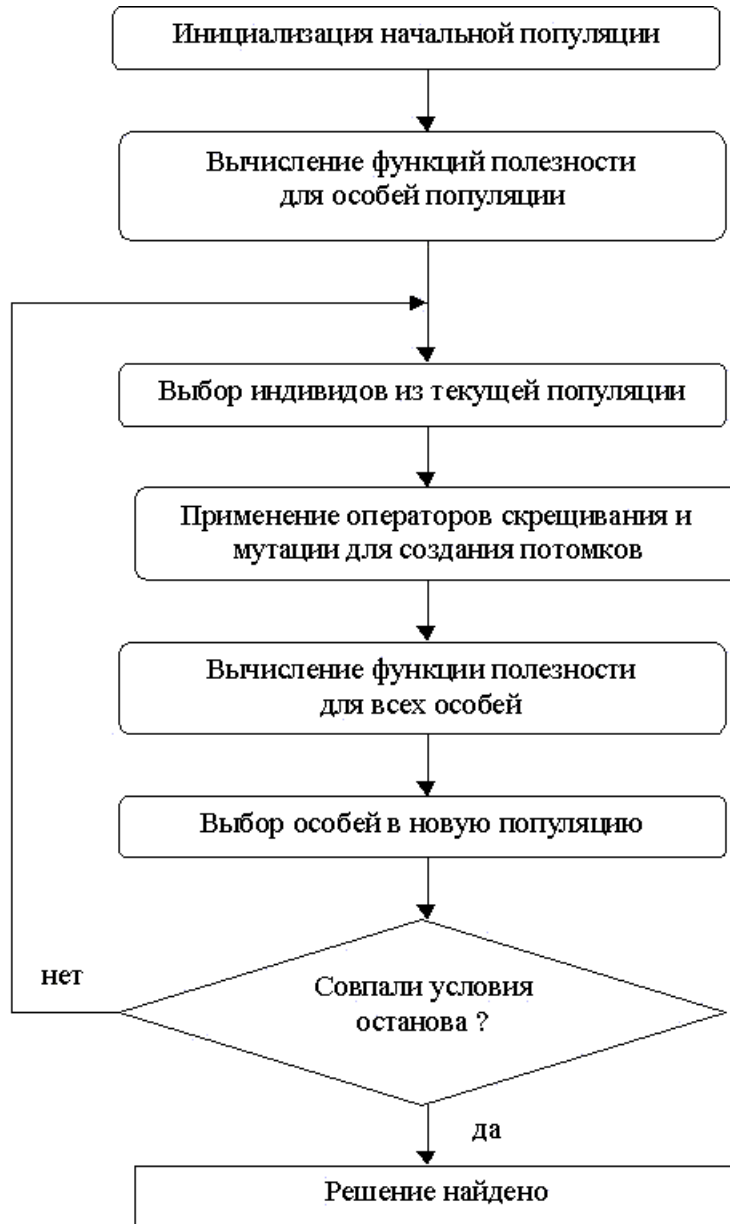 Инициализация начальной популяции
Вычисление функций полезности
для особей популяции
Выбор индивидов из текущей популяции
Применение операторов скрещивания и
мутации для создания потомков
Вычисление функции полезности
для всех особей
Выбор особей в новую популяцию
нет
Совпали условия
останова ?
да
Решение найдено